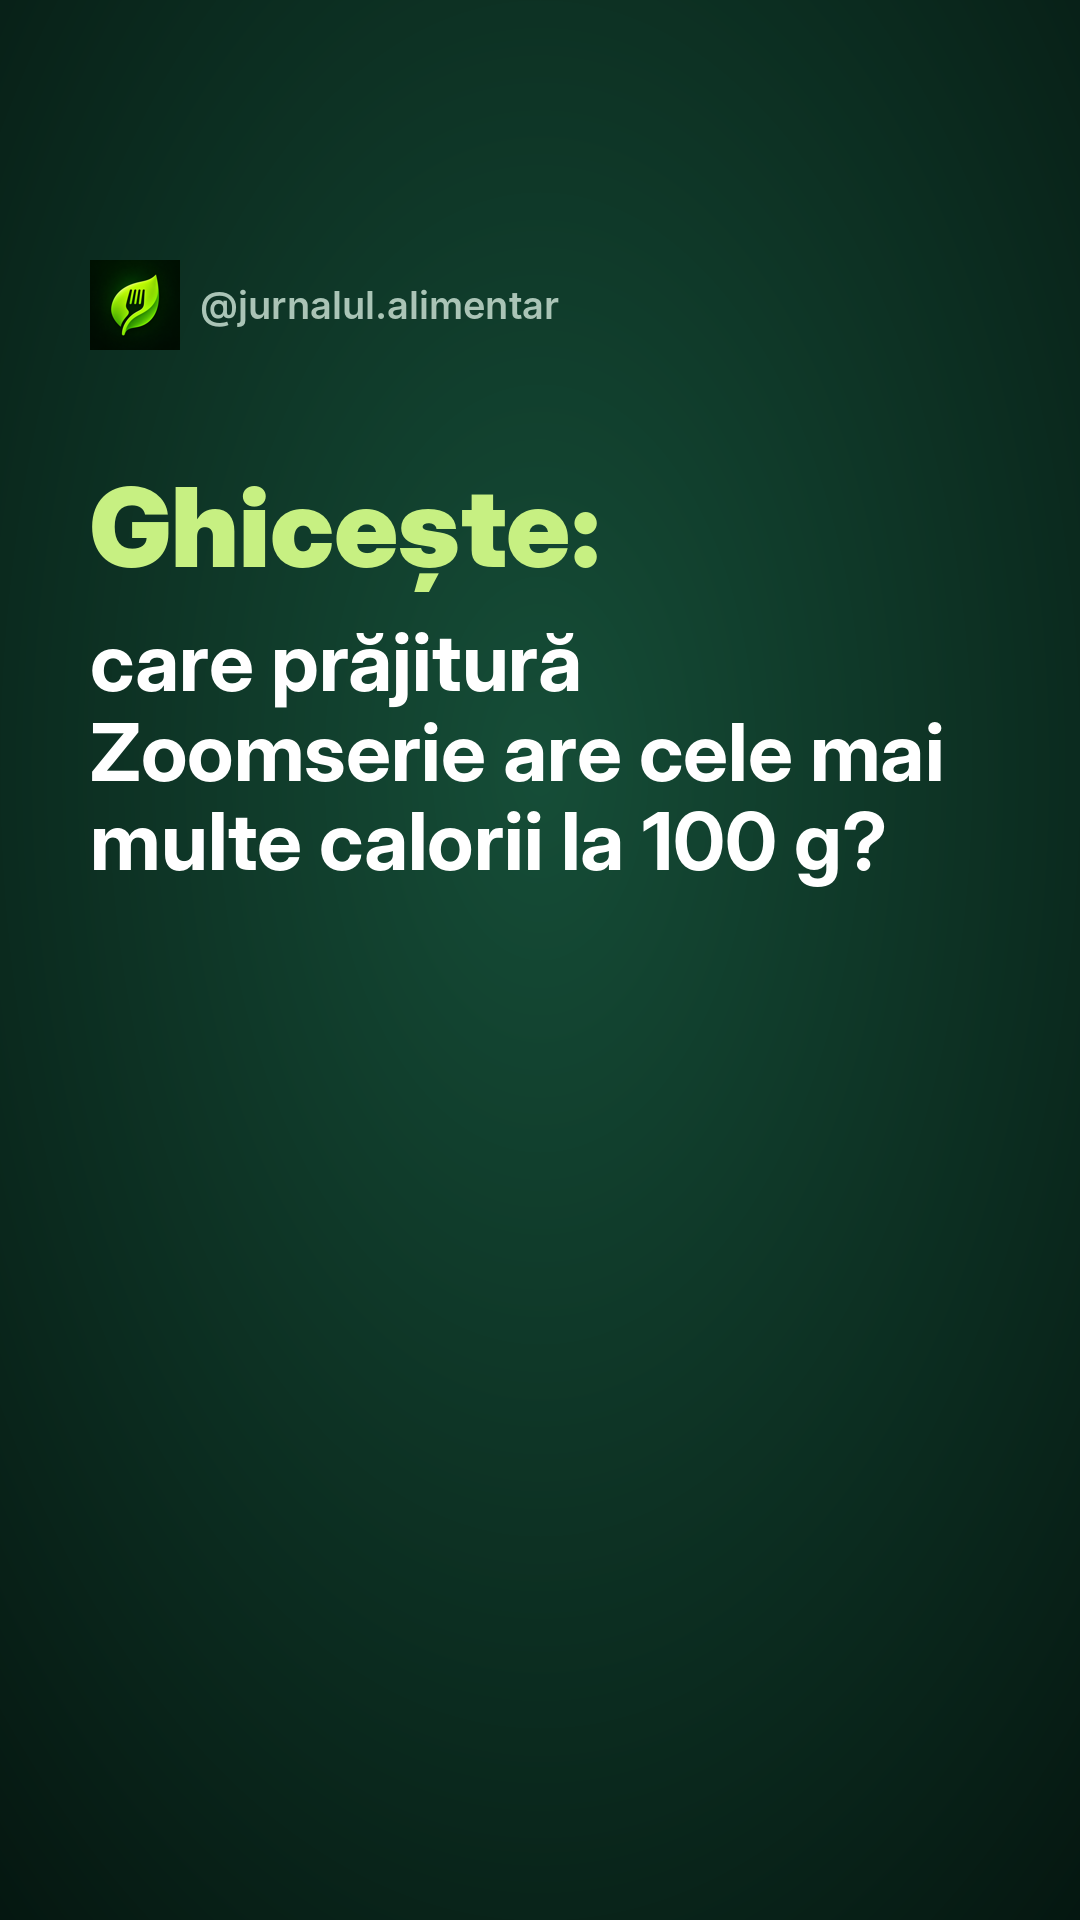 @jurnalul.alimentar
Ghicește:
care prăjitură
Zoomserie are cele mai
multe calorii la 100 g?